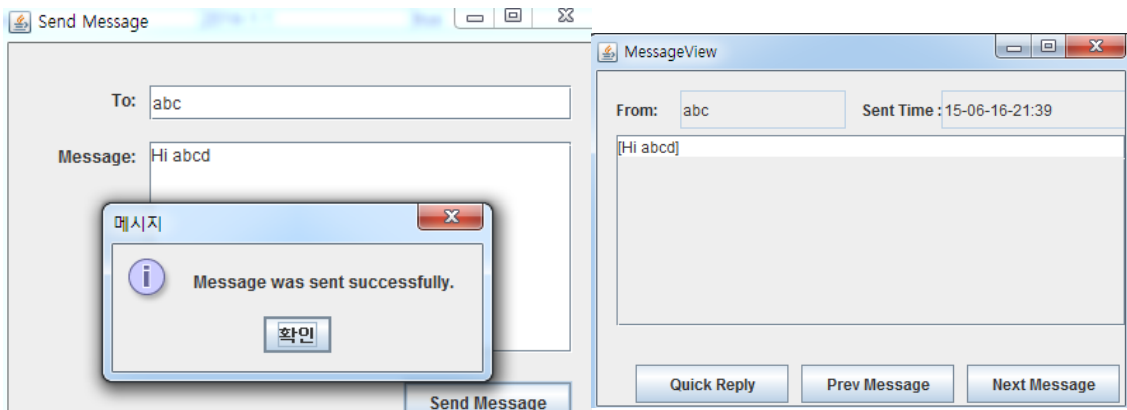 Send Message
To:
abc
Message:
Hi abcd
메시지
Message was sent successfully.
확인
Send Message
MessageView
From:
abc
Sent Time :
15-06-16-21:39
[Hi abcd]
Quick Reply
Prev Message
Next Message